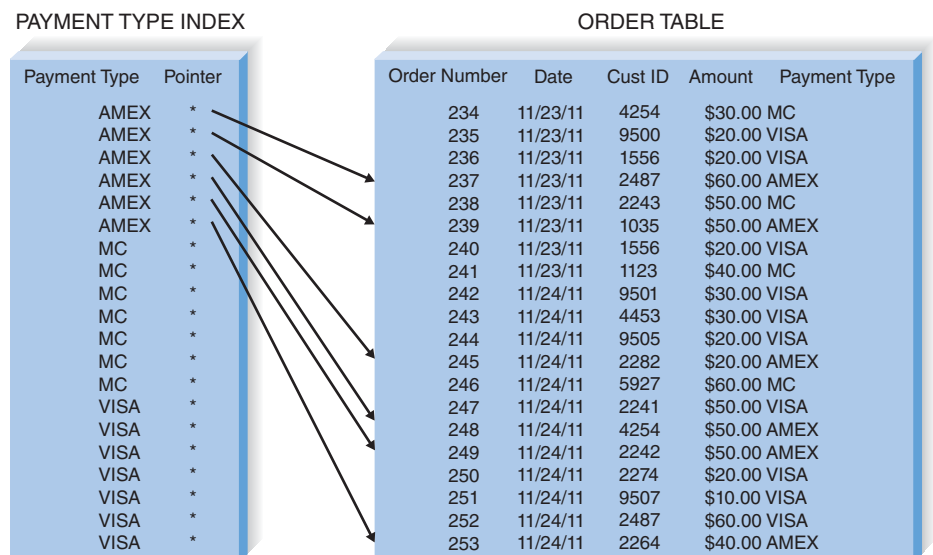 PAYMENT TYPE INDEX
Payment Type Pointer
AMEX *
AMEX *
AMEX *
AMEX *
AMEX *
AMEX *
MC *
MC *
MC *
MC *
MC *
MC *
MC *
VISA *
VISA *
VISA *
VISA *
VISA *
VISA *
VISA *
ORDER TABLE
Order Number Date Cust ID Amount Payment Type
234 11/23/11 4254 $30.00 MC
235 11/23/11 9500 $20.00 VISA
236 11/23/11 1556 $20.00 VISA
237 11/23/11 2487 $60.00 AMEX
238 11/23/11 2243 $50.00 MC
239 11/23/11 1035 $50.00 AMEX
240 11/23/11 1556 $20.00 VISA
241 11/23/11 1123 $40.00 MC
242 11/24/11 9501 $30.00 VISA
243 11/24/11 4453 $30.00 VISA
244 11/24/11 9505 $20.00 VISA
245 11/24/11 2282 $20.00 AMEX
246 11/24/11 5927 $60.00 MC
247 11/24/11 2241 $50.00 VISA
248 11/24/11 4254 $50.00 AMEX
249 11/24/11 2242 $50.00 AMEX
250 11/24/11 2274 $20.00 VISA
251 11/24/11 9507 $10.00 VISA
252 11/24/11 2487 $60.00 VISA
253 11/24/11 2264 $40.00 AMEX